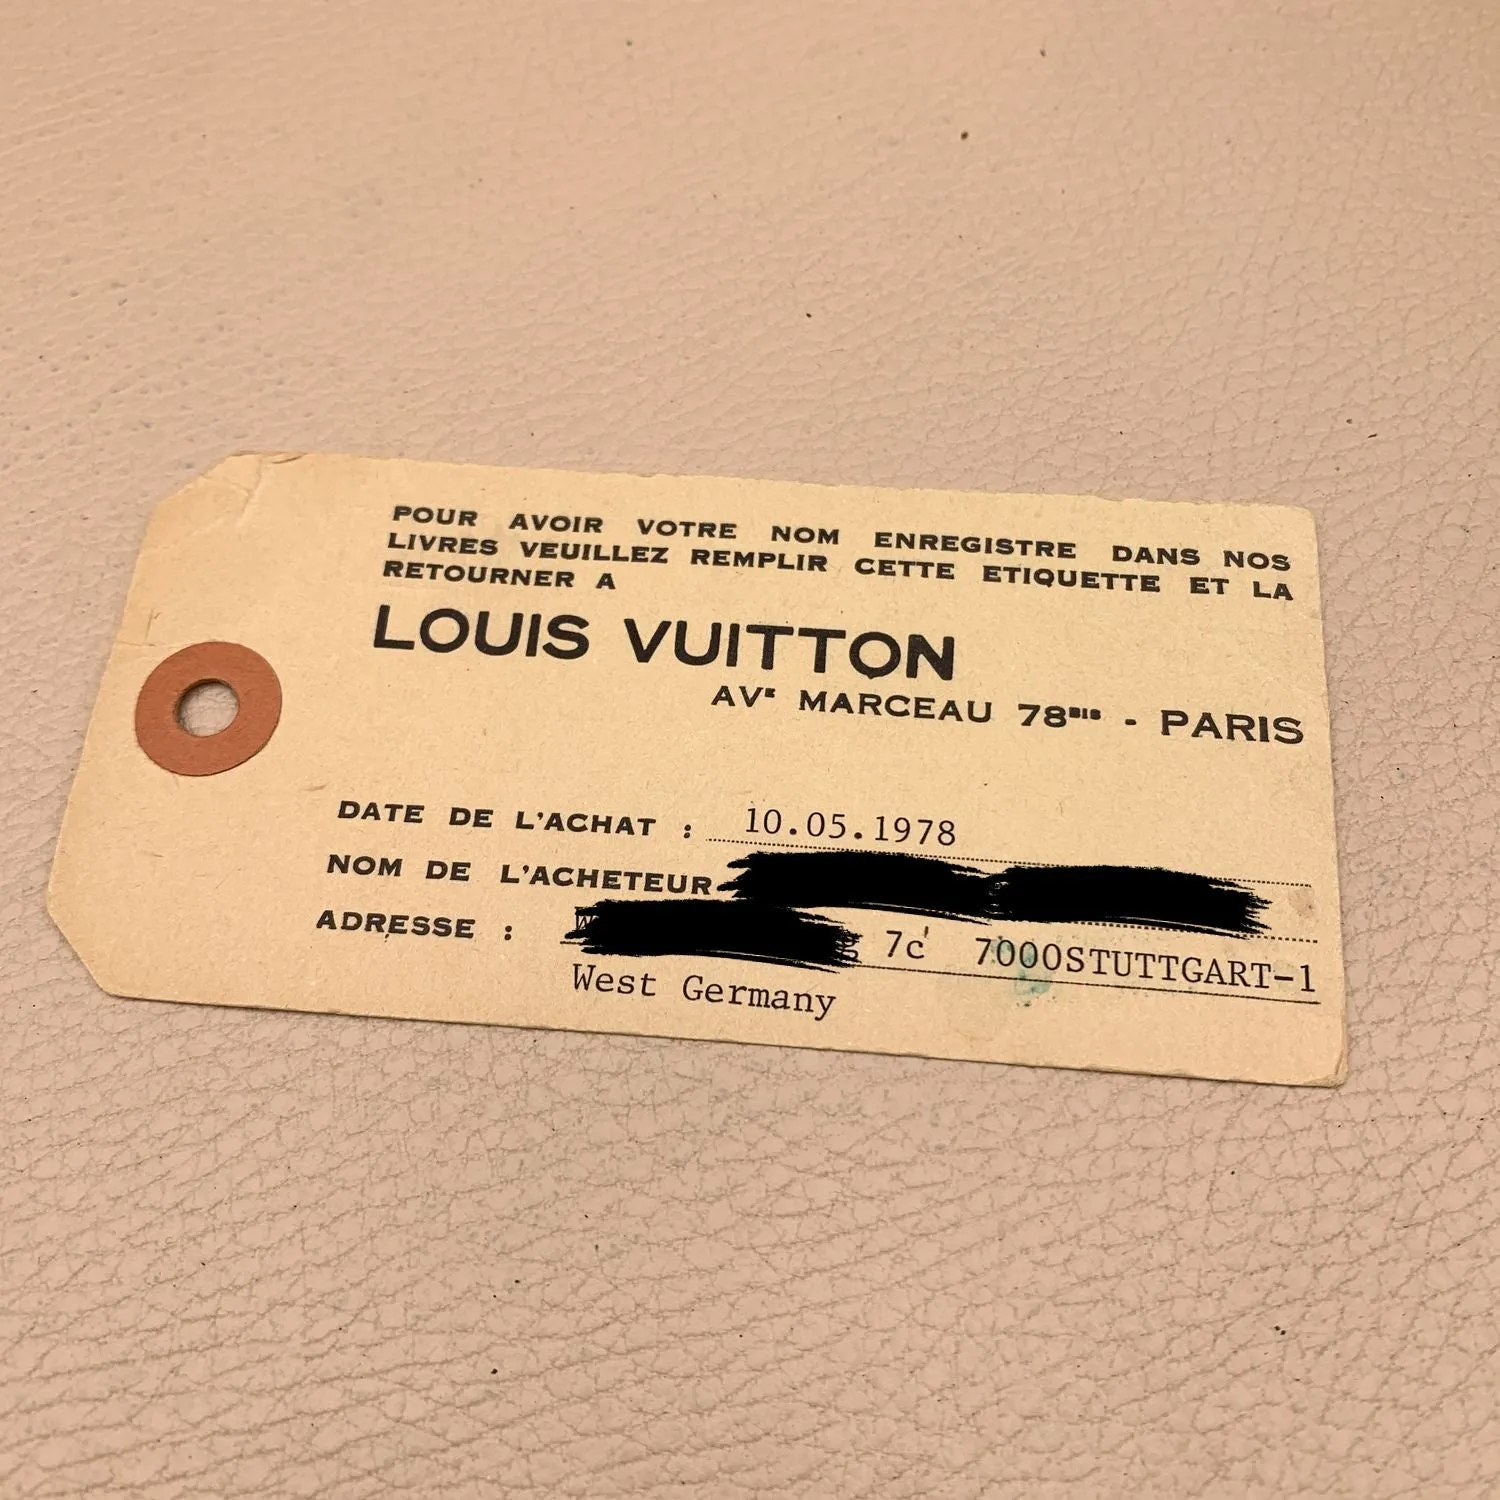 POUR AVOIR VOTRE NOM ENREGISTRE DANS NOS
LIVRES VEUILLEZ REMPLIR CETTE ETIQUETTE ET LA
RETOURNER A
LOUIS VUITTON
AVE MARCEAU 78BIS - PARIS
DATE DE L'ACHAT : 10.05.1978
NOM DE L'ACHETEUR
ADRESSE : 7c' 7000STUTTGART-1
West Germany